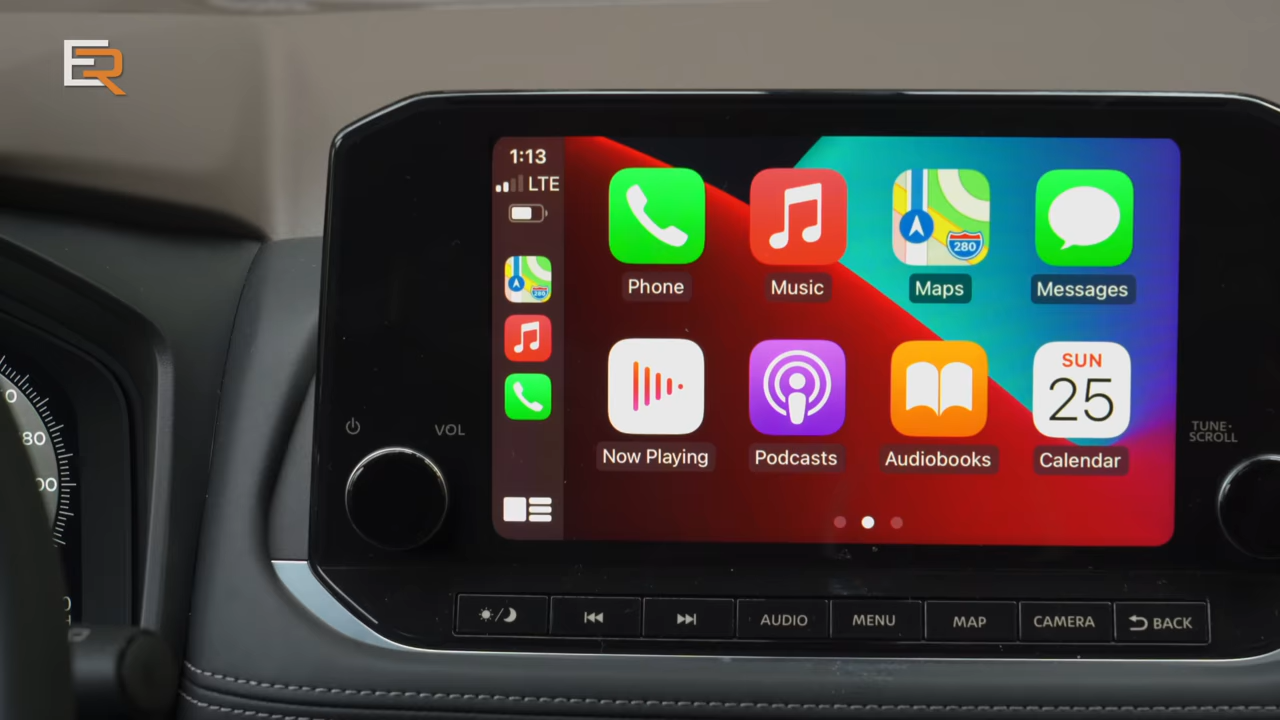 ER
1:13
LTE
280
Phone
Music
Maps
Messages
280
SUN
25
Now Playing
Podcasts
Audiobooks
Calendar
VOL
TUNE·
SCROLL
0
80
AUDIO
MENU
MAP
CAMERA
BACK